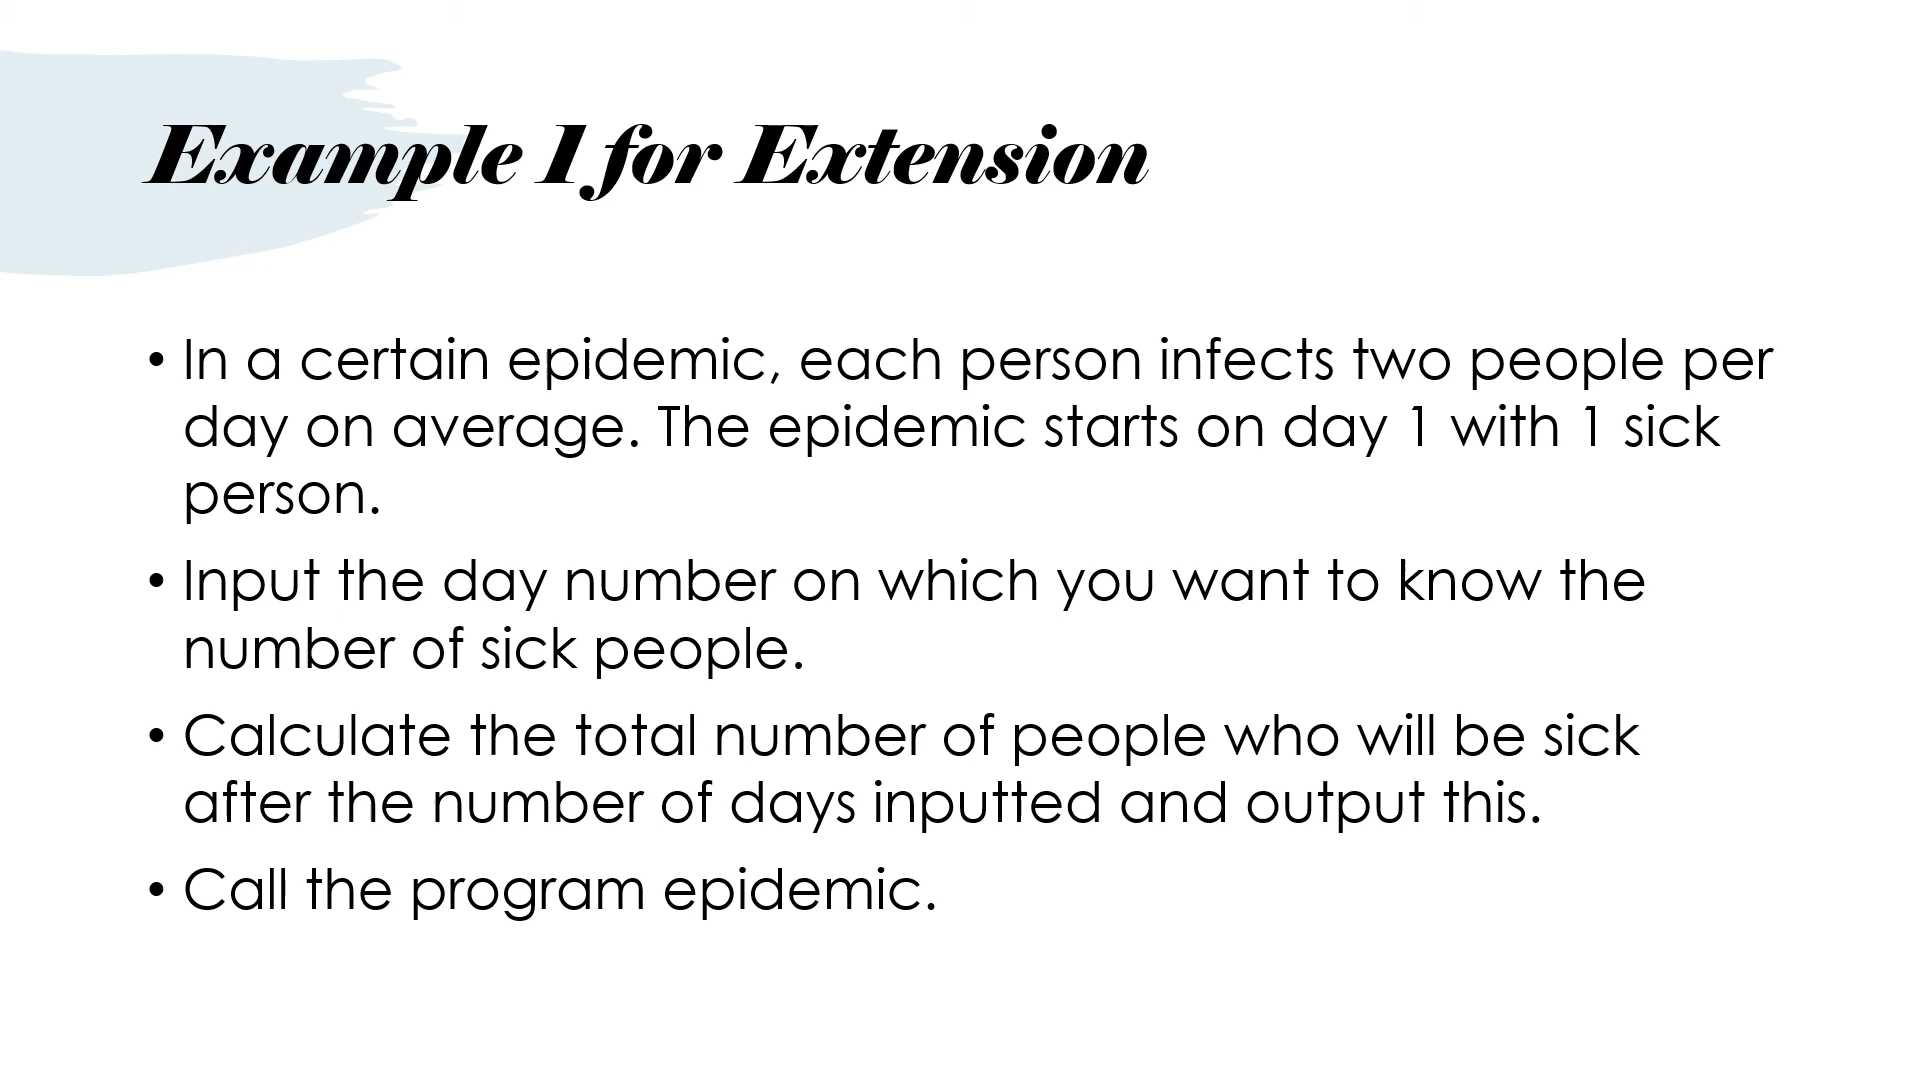 Example 1 for Extension
• In a certain epidemic, each person infects two people per
day on average. The epidemic starts on day 1 with 1 sick
person.
• Input the day number on which you want to know the
number of sick people.
• Calculate the total number of people who will be sick
after the number of days inputted and output this.
• Call the program epidemic.